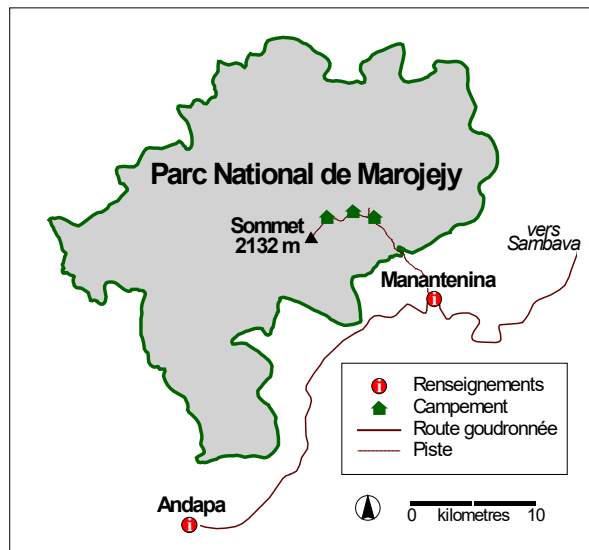 Parc National de Marojejy
Sommet
2132 m
vers
Sambava
Manantenina
i
Renseignements
Campement
Route goudronnée
Piste
Andapa
i
0 kilometres 10